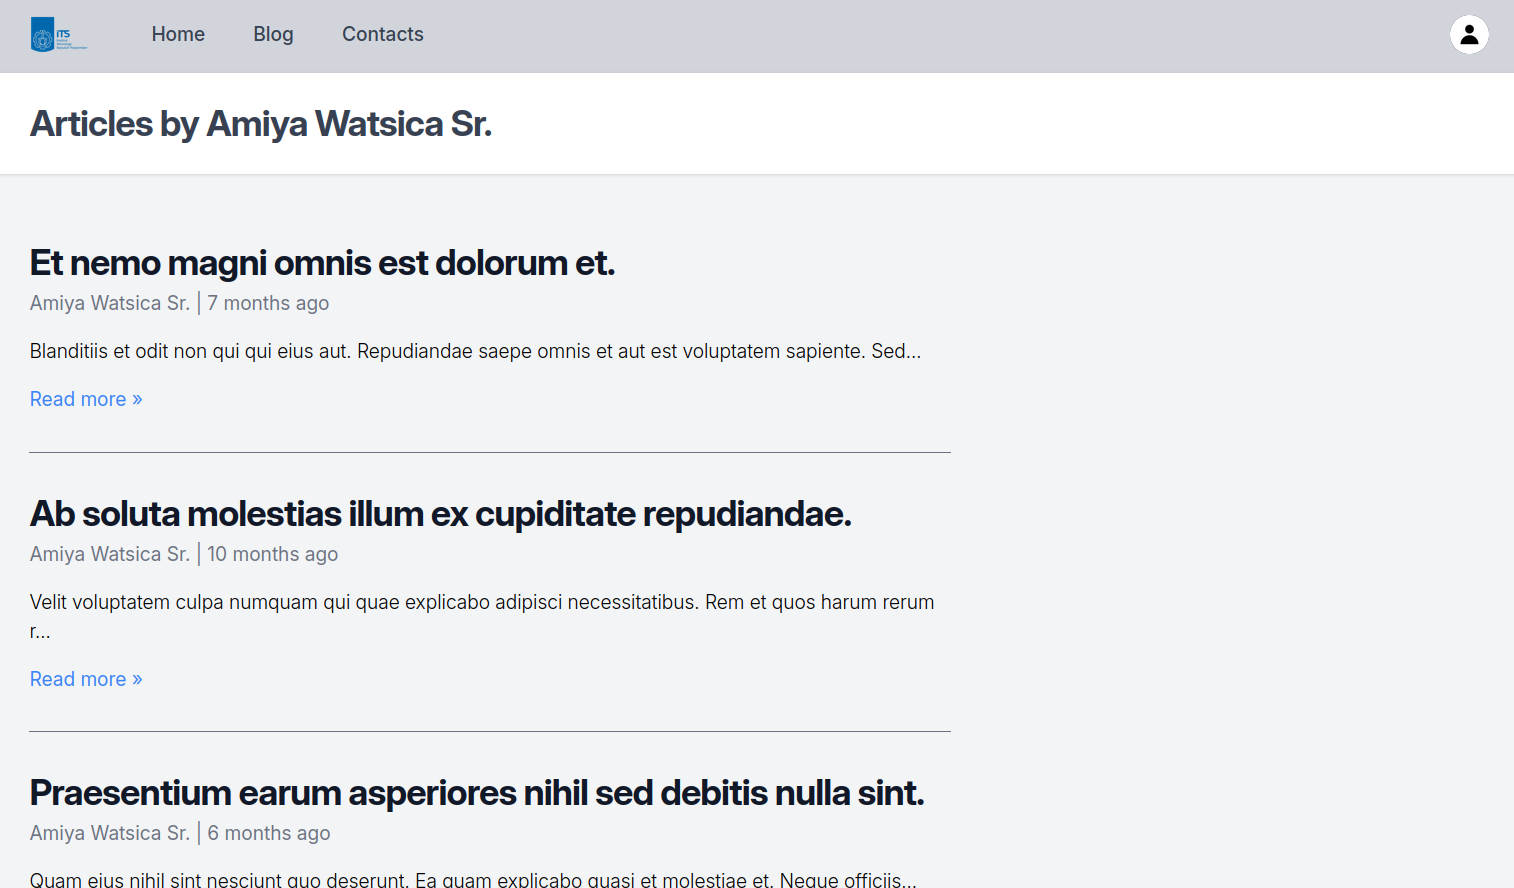 ITS
Institut
Teknologi
Sepuluh Nopember
Home
Blog
Contacts
Articles by Amiya Watsica Sr.
Et nemo magni omnis est dolorum et.
Amiya Watsica Sr. | 7 months ago
Blanditiis et odit non qui qui eius aut. Repudiandae saepe omnis et aut est voluptatem sapiente. Sed...
Read more »
Ab soluta molestias illum ex cupiditate repudiandae.
Amiya Watsica Sr. | 10 months ago
Velit voluptatem culpa numquam qui quae explicabo adipisci necessitatibus. Rem et quos harum rerum
r...
Read more »
Praesentium earum asperiores nihil sed debitis nulla sint.
Amiya Watsica Sr. | 6 months ago
Quam eius nihil sint nesciunt quo deserunt. Ea quam explicabo quasi et molestiae et. Neque officiis...